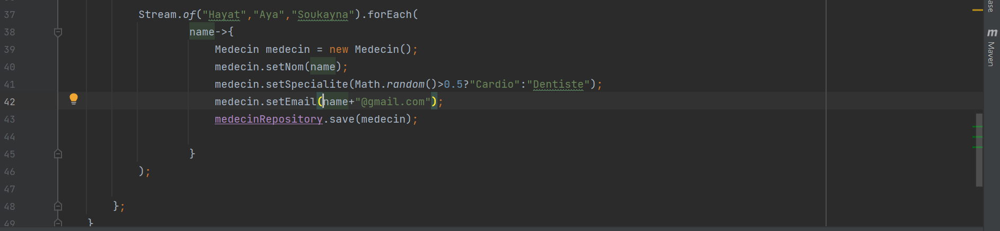 37 Stream.of("Hayat","Aya","Soukayna").forEach(
38 name->{
39 Medecin medecin = new Medecin();
40 medecin.setNom(name);
41 medecin.setSpecialite(Math.random()>0.5?"Cardio":"Dentiste");
42 medecin.setEmail(name+"@gmail.com");
43 medecinRepository.save(medecin);
44
45 }
46 );
47
48 };
49 }
ase
m Maven